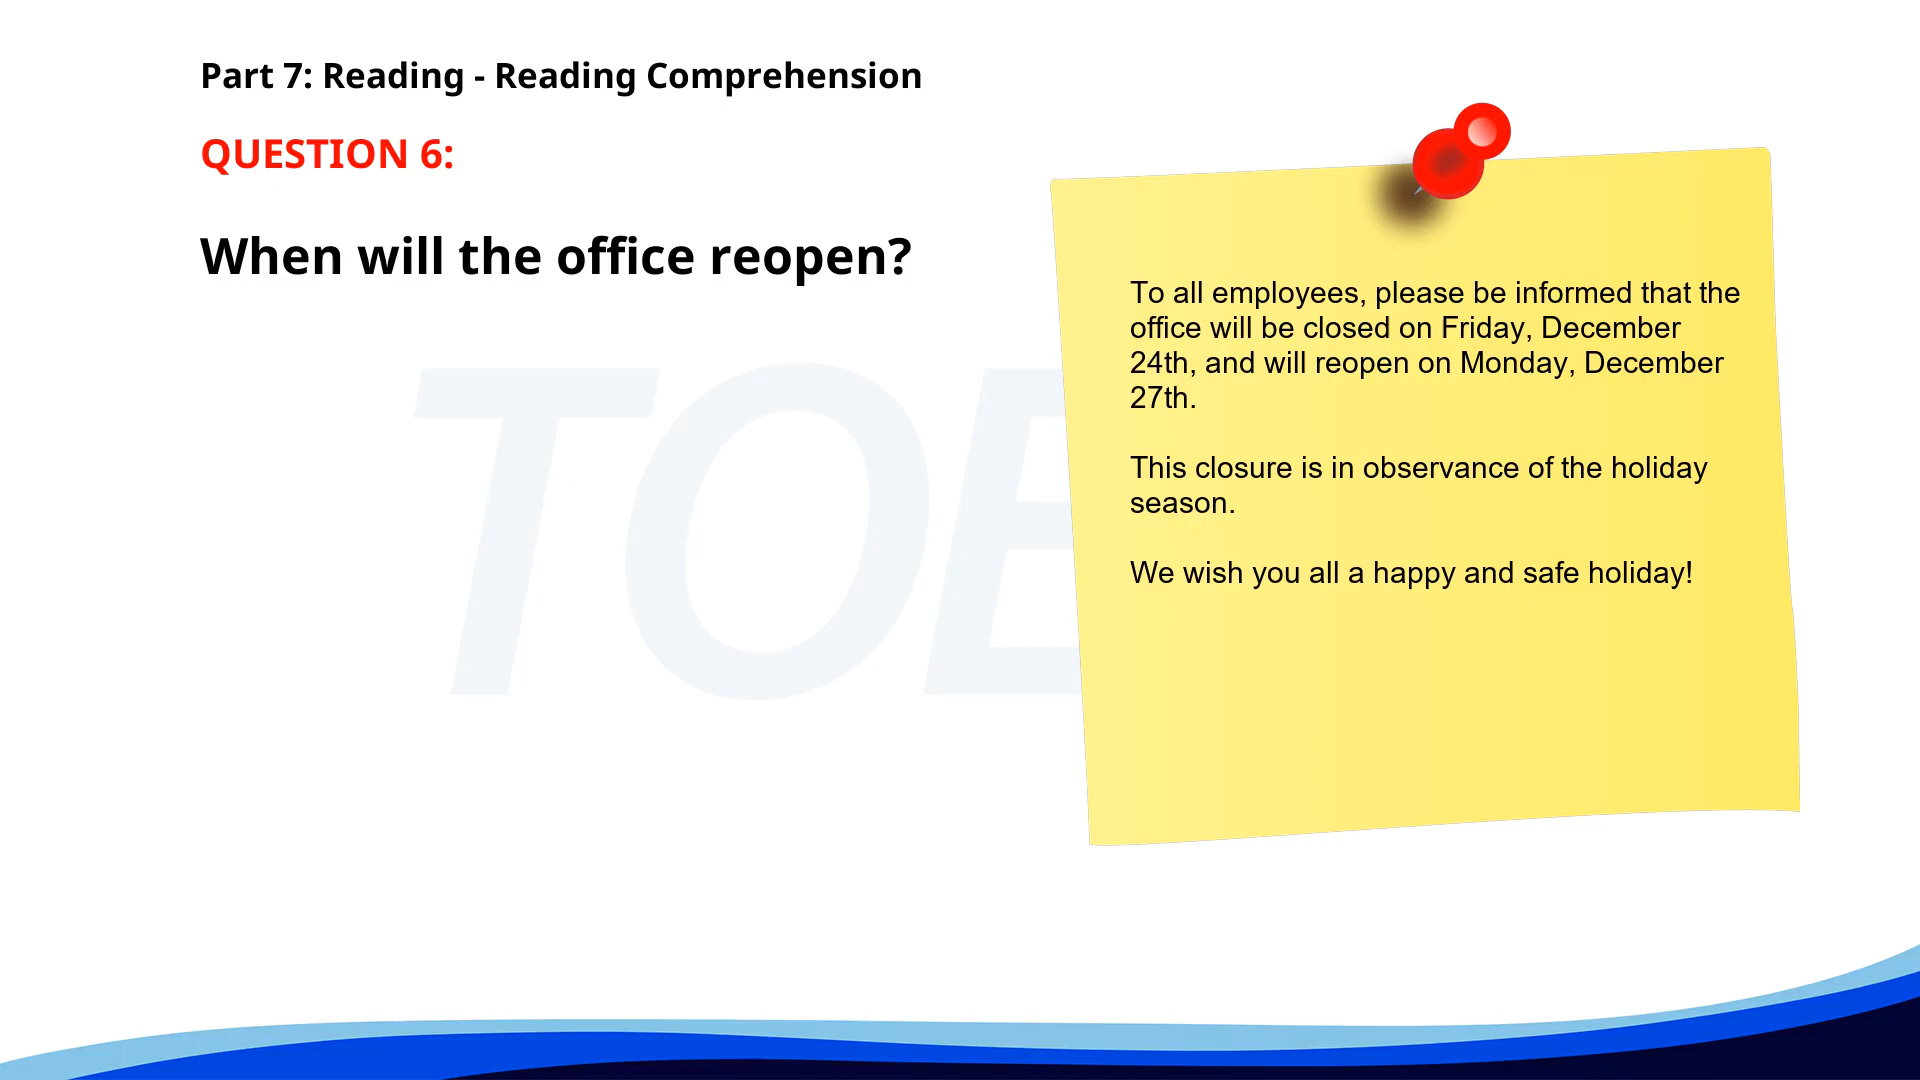 Part 7: Reading - Reading Comprehension
QUESTION 6:
When will the office reopen?
To all employees, please be informed that the
office will be closed on Friday, December
24th, and will reopen on Monday, December
27th.
This closure is in observance of the holiday
season.
We wish you all a happy and safe holiday!